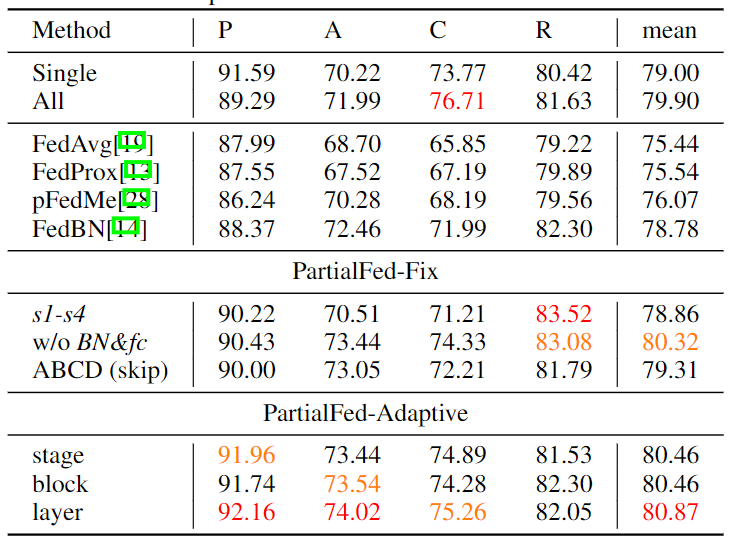 Method P A C R mean
Single 91.59 70.22 73.77 80.42 79.00
All 89.29 71.99 76.71 81.63 79.90
FedAvg[19] 87.99 68.70 65.85 79.22 75.44
FedProx[13] 87.55 67.52 67.19 79.89 75.54
pFedMe[28] 86.24 70.28 68.19 79.56 76.07
FedBN[14] 88.37 72.46 71.99 82.30 78.78
PartialFed-Fix
s1-s4 90.22 70.51 71.21 83.52 78.86
w/o BN&fc 90.43 73.44 74.33 83.08 80.32
ABCD (skip) 90.00 73.05 72.21 81.79 79.31
PartialFed-Adaptive
stage 91.96 73.44 74.89 81.53 80.46
block 91.74 73.54 74.28 82.30 80.46
layer 92.16 74.02 75.26 82.05 80.87